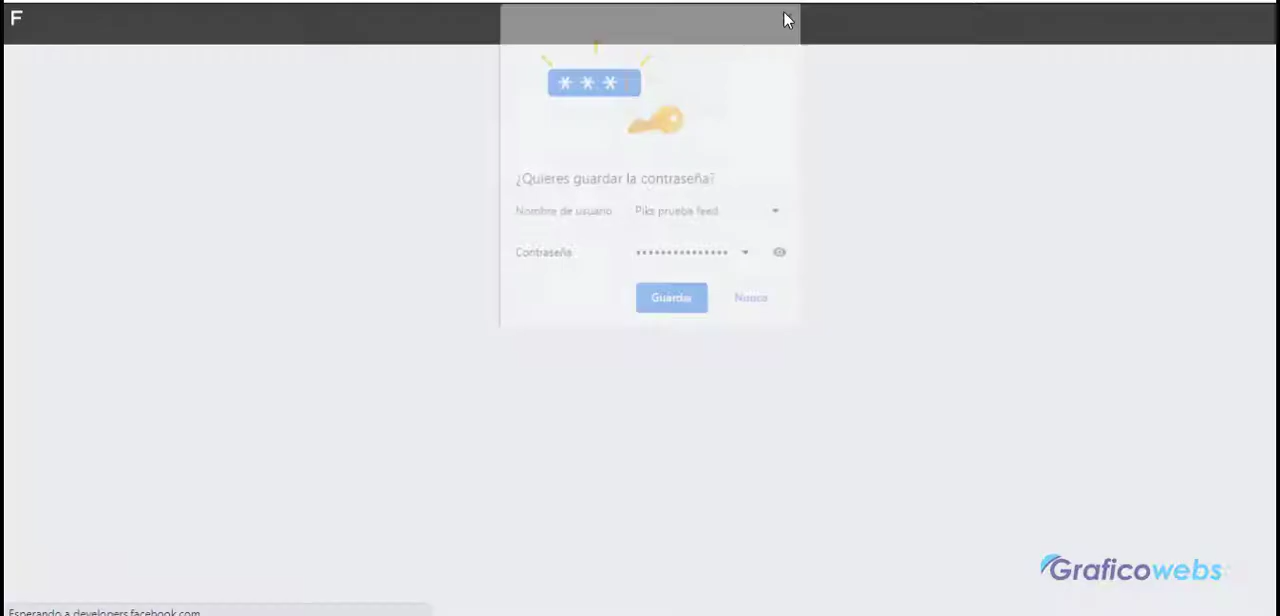 F
***
¿Quieres guardar la contraseña?
Nombre de usuario Piks prueba feed
Contraseña ••••••••••••••••
Guardar Nunca
Graficowebs
Esperando a developers.facebook.com